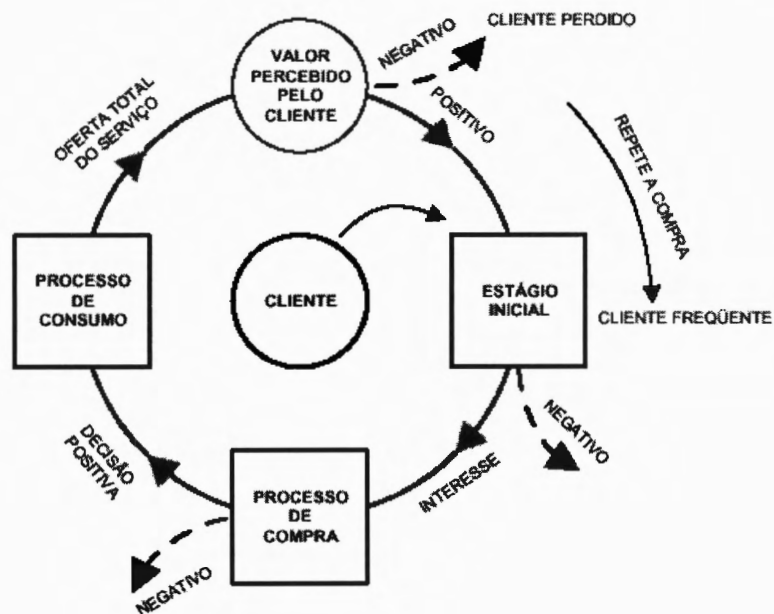 CLIENTE PERDIDO
NEGATIVO
VALOR
PERCEBIDO
PELO
CLIENTE
POSITIVO
OFERTA TOTAL
DO SERVIÇO
REPETE A COMPRA
PROCESSO
DE
CONSUMO
CLIENTE
ESTÁGIO
INICIAL
CLIENTE FREQÜENTE
NEGATIVO
DECISÃO
POSITIVA
INTERESSE
PROCESSO
DE
COMPRA
NEGATIVO